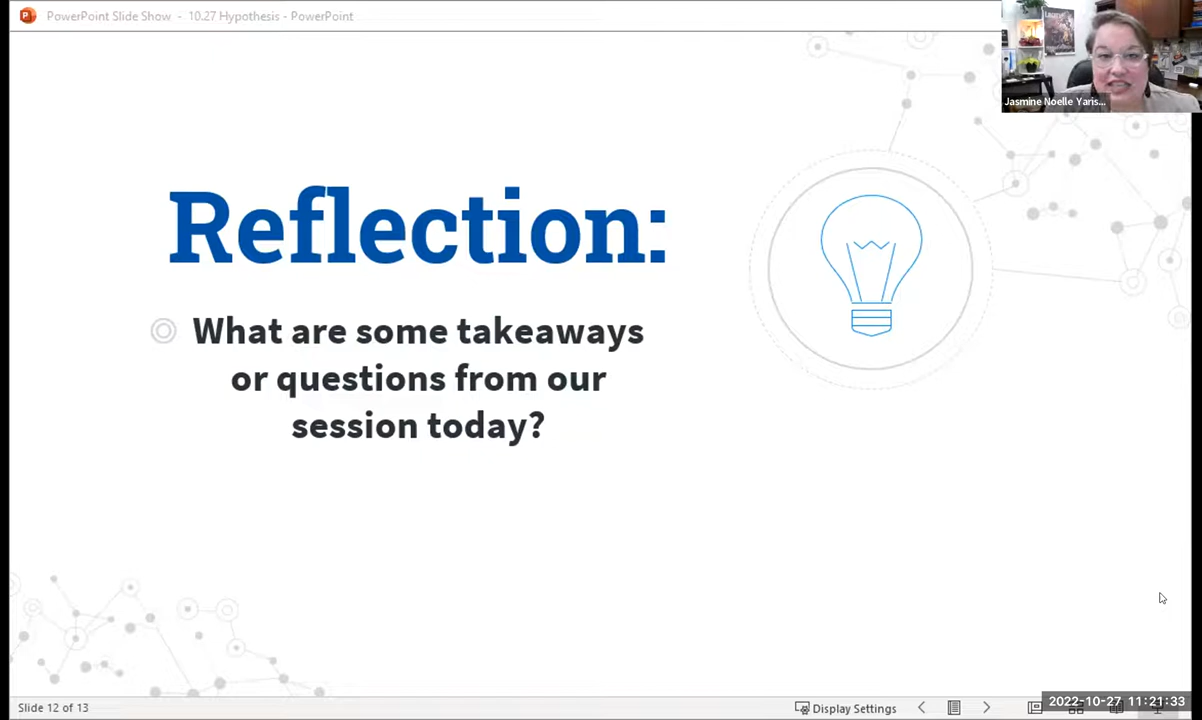 PowerPoint Slide Show - 10.27 Hypothesis - PowerPoint
Jasmine Noelle Yaris...
Reflection:
What are some takeaways
or questions from our
session today?
Slide 12 of 13
Display Settings
2022-10-27 11:21:33